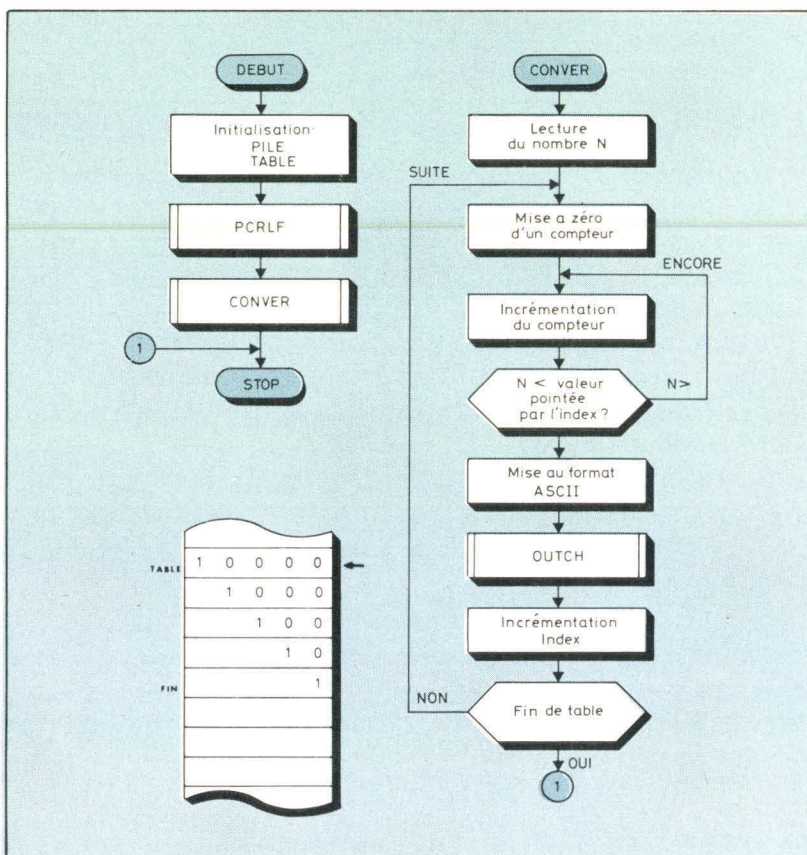 DEBUT
Initialisation:
PILE
TABLE
PCRLF
CONVER
1
STOP
TABLE 1 0 0 0 0
1 0 0 0
1 0 0
1 0
FIN 1
CONVER
Lecture
du nombre N
SUITE
Mise a zéro
d'un compteur
ENCORE
Incrémentation
du compteur
N < valeur
pointée
par l'index ?
N>
Mise au format
ASCII
OUTCH
Incrémentation
Index
NON
Fin de table
OUI
1